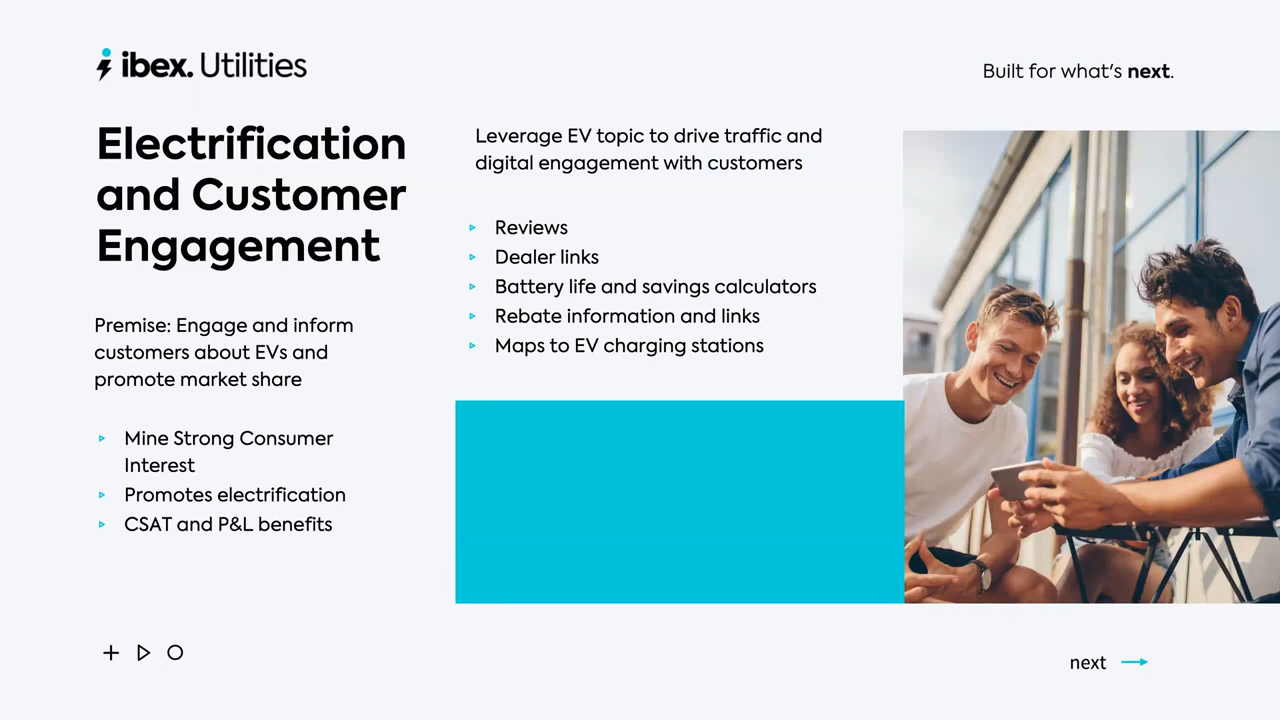 ibex. Utilities
Built for what's next.
Electrification
and Customer
Engagement
Premise: Engage and inform
customers about EVs and
promote market share
Mine Strong Consumer
Interest
Promotes electrification
CSAT and P&L benefits
Leverage EV topic to drive traffic and
digital engagement with customers
Reviews
Dealer links
Battery life and savings calculators
Rebate information and links
Maps to EV charging stations
next